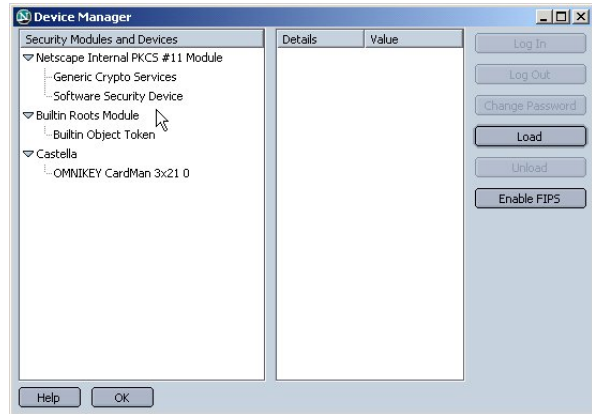 Device Manager
Security Modules and Devices
Details
Value
Netscape Internal PKCS #11 Module
Generic Crypto Services
Software Security Device
Builtin Roots Module
Builtin Object Token
Castella
OMNIKEY CardMan 3x21 0
Log In
Log Out
Change Password
Load
Unload
Enable FIPS
Help
OK